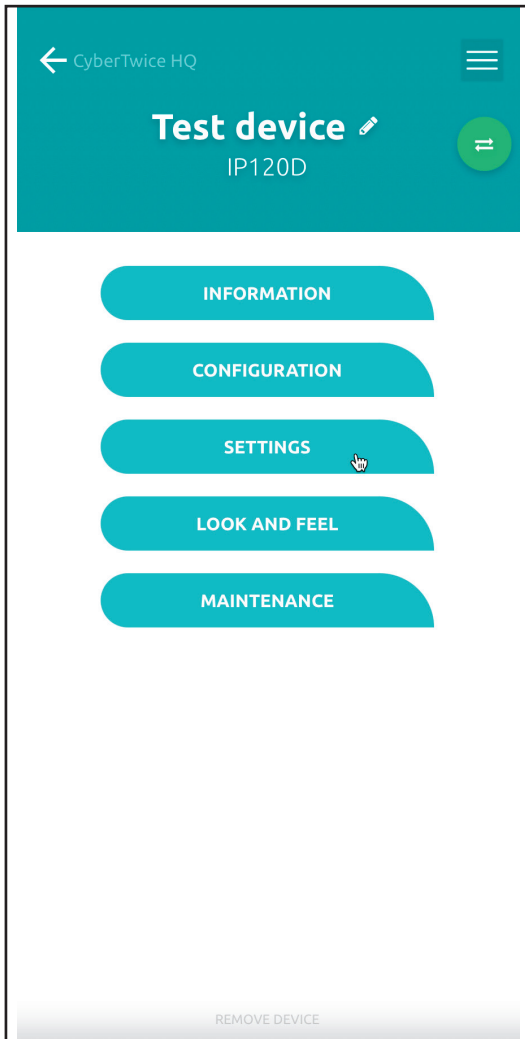 CyberTwice HQ
Test device
IP120D
INFORMATION
CONFIGURATION
SETTINGS
LOOK AND FEEL
MAINTENANCE
REMOVE DEVICE